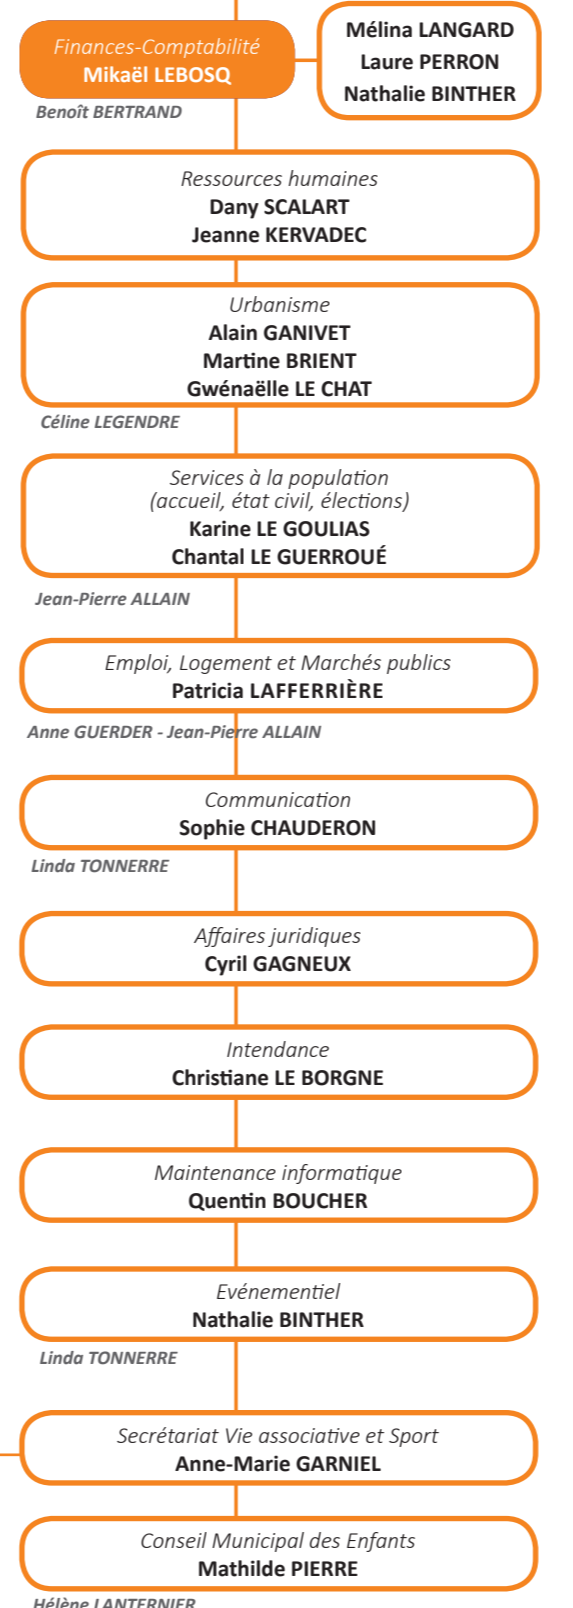 Finances-Comptabilité
Mikaël LEBOSQ
Mélina LANGARD
Laure PERRON
Nathalie BINTHER
Benoît BERTRAND
Ressources humaines
Dany SCALART
Jeanne KERVADEC
Urbanisme
Alain GANIVET
Martine BRIENT
Gwénaëlle LE CHAT
Céline LEGENDRE
Services à la population
(accueil, état civil, élections)
Karine LE GOULIAS
Chantal LE GUERROUÉ
Jean-Pierre ALLAIN
Emploi, Logement et Marchés publics
Patricia LAFFERRIÈRE
Anne GUERDER - Jean-Pierre ALLAIN
Communication
Sophie CHAUDERON
Linda TONNERRE
Affaires juridiques
Cyril GAGNEUX
Intendance
Christiane LE BORGNE
Maintenance informatique
Quentin BOUCHER
Evénementiel
Nathalie BINTHER
Linda TONNERRE
Secrétariat Vie associative et Sport
Anne-Marie GARNIEL
Conseil Municipal des Enfants
Mathilde PIERRE
Hélène LANTERNIER